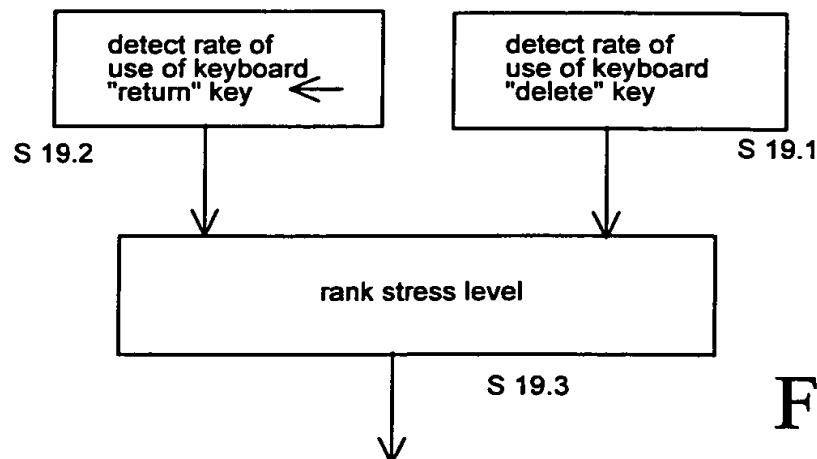 detect rate of
use of keyboard
"return" key
detect rate of
use of keyboard
"delete" key
S 19.2
S 19.1
rank stress level
S 19.3
F